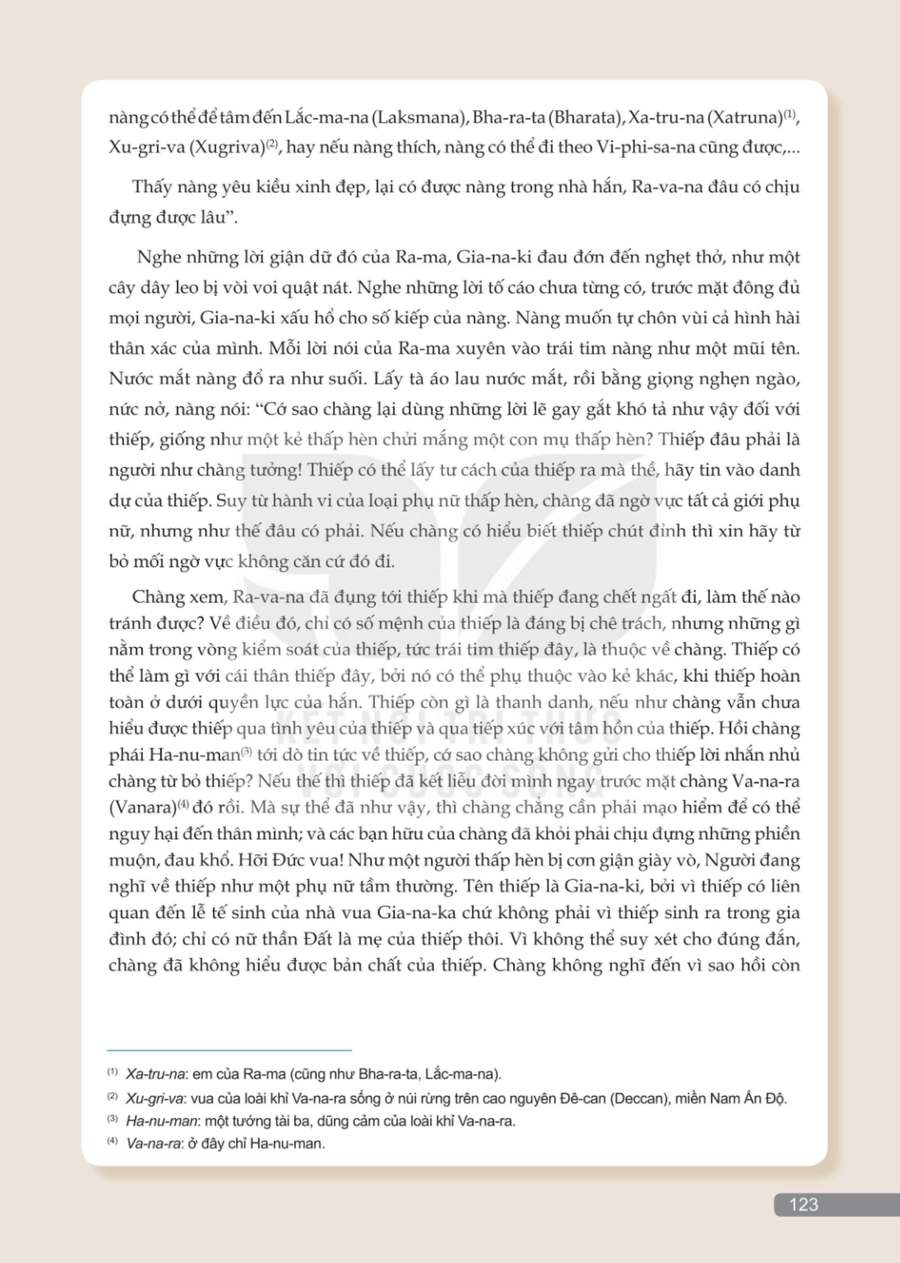 nàng có thể để tâm đến Lắc-ma-na (Laksmana), Bha-ra-ta (Bharata), Xa-tru-na (Xatruna)(1),
Xu-gri-va (Xugriva)(2), hay nếu nàng thích, nàng có thể đi theo Vi-phi-sa-na cũng được,...
Thấy nàng yêu kiều xinh đẹp, lại có được nàng trong nhà hắn, Ra-va-na đâu có chịu
đựng được lâu”.
Nghe những lời giận dữ đó của Ra-ma, Gia-na-ki đau đớn đến nghẹt thở, như một
cây dây leo bị vòi voi quật nát. Nghe những lời tố cáo chưa từng có, trước mặt đông đủ
mọi người, Gia-na-ki xấu hổ cho số kiếp của nàng. Nàng muốn tự chôn vùi cả hình hài
thân xác của mình. Mỗi lời nói của Ra-ma xuyên vào trái tim nàng như một mũi tên.
Nước mắt nàng đổ ra như suối. Lấy tà áo lau nước mắt, rồi bằng giọng nghẹn ngào,
nức nở, nàng nói: “Cớ sao chàng lại dùng những lời lẽ gay gắt khó tả như vậy đối với
thiếp, giống như một kẻ thấp hèn chửi mắng một con mụ thấp hèn? Thiếp đâu phải là
người như chàng tưởng! Thiếp có thể lấy tư cách của thiếp ra mà thề, hãy tin vào danh
dự của thiếp. Suy từ hành vi của loại phụ nữ thấp hèn, chàng đã ngờ vực tất cả giới phụ
nữ, nhưng như thế đâu có phải. Nếu chàng có hiểu biết thiếp chút đỉnh thì xin hãy từ
bỏ mối ngờ vực không căn cứ đó đi.
Chàng xem, Ra-va-na đã đụng tới thiếp khi mà thiếp đang chết ngất đi, làm thế nào
tránh được? Về điều đó, chỉ có số mệnh của thiếp là đáng bị chê trách, nhưng những gì
nằm trong vòng kiểm soát của thiếp, tức trái tim thiếp đây, là thuộc về chàng. Thiếp có
thể làm gì với cái thân thiếp đây, bởi nó có thể phụ thuộc vào kẻ khác, khi thiếp hoàn
toàn ở dưới quyền lực của hắn. Thiếp còn gì là thanh danh, nếu như chàng vẫn chưa
hiểu được thiếp qua tình yêu của thiếp và qua tiếp xúc với tâm hồn của thiếp. Hồi chàng
phái Ha-nu-man(3) tới dò tin tức về thiếp, cớ sao chàng không gửi cho thiếp lời nhắn nhủ
chàng từ bỏ thiếp? Nếu thế thì thiếp đã kết liễu đời mình ngay trước mặt chàng Va-na-ra
(Vanara)(4) đó rồi. Mà sự thể đã như vậy, thì chàng chẳng cần phải mạo hiểm để có thể
nguy hại đến thân mình; và các bạn hữu của chàng đã khỏi phải chịu đựng những phiền
muộn, đau khổ. Hỡi Đức vua! Như một người thấp hèn bị cơn giận giày vò, Người đang
nghĩ về thiếp như một phụ nữ tầm thường. Tên thiếp là Gia-na-ki, bởi vì thiếp có liên
quan đến lễ tế sinh của nhà vua Gia-na-ka chứ không phải vì thiếp sinh ra trong gia
đình đó; chỉ có nữ thần Đất là mẹ của thiếp thôi. Vì không thể suy xét cho đúng đắn,
chàng đã không hiểu được bản chất của thiếp. Chàng không nghĩ đến vì sao hồi còn
KẾT NỐI TRI THỨC
VỚI CUỘC SỐNG
(1) Xa-tru-na: em của Ra-ma (cũng như Bha-ra-ta, Lắc-ma-na).
(2) Xu-gri-va: vua của loài khỉ Va-na-ra sống ở núi rừng trên cao nguyên Đê-can (Deccan), miền Nam Ấn Độ.
(3) Ha-nu-man: một tướng tài ba, dũng cảm của loài khỉ Va-na-ra.
(4) Va-na-ra: ở đây chỉ Ha-nu-man.
123